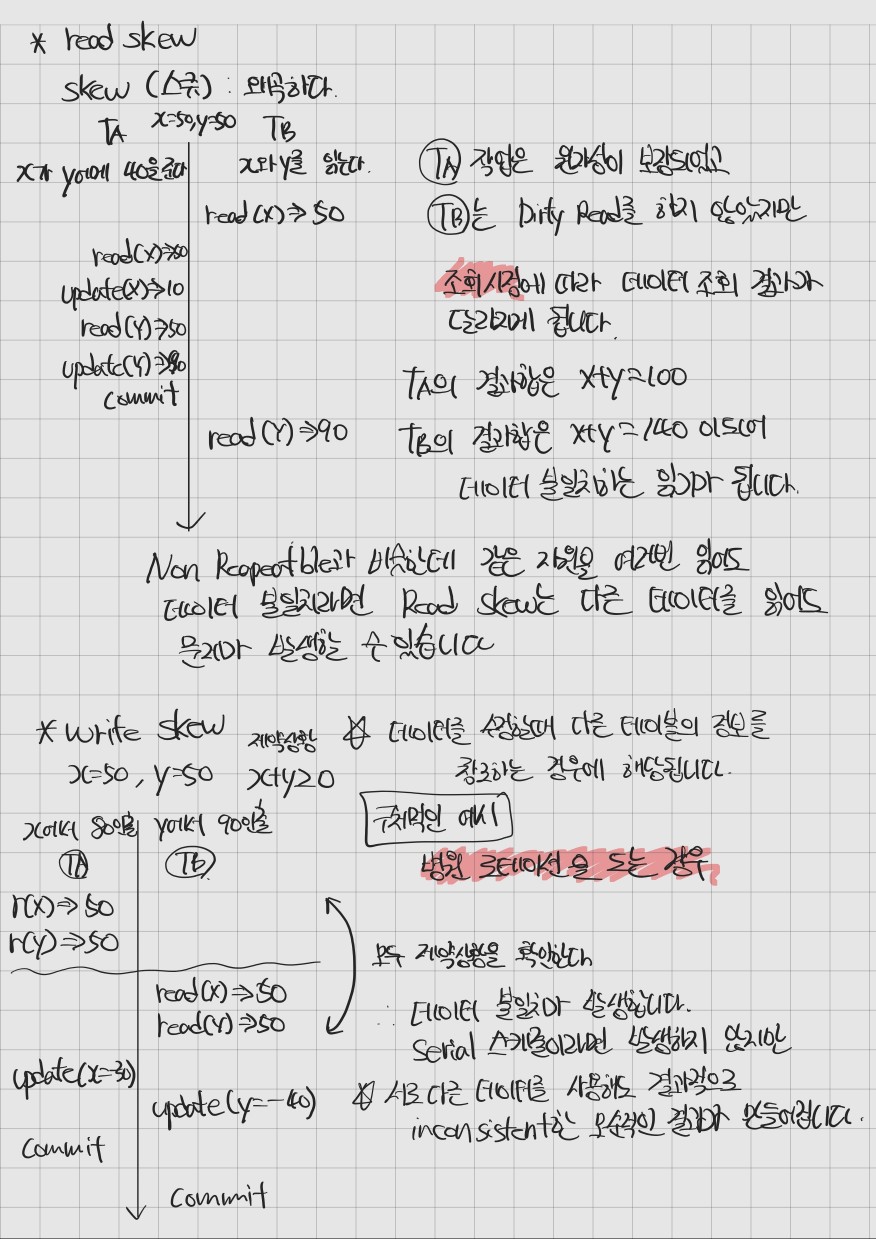 * read skew
skew (스큐) : 왜곡하다.
TA x=50, y=50 TB
x가 y에게 40을 준다 x와 y를 읽는다.
read(x)⇒50
read(x)⇒50
update(x)⇒10
read(Y)⇒50
update(Y)⇒90
commit
read(Y)⇒90
TA 작업은 원자성이 보장되었고
TB는 Dirty Read를 하지 않았지만
조회시점에 따라 데이터 조회 결과가
달라지게 됩니다.
TA의 결과합은 x+y=100
TB의 결과합은 x+y=140 이되어
데이터 불일치하는 읽기가 됩니다.
Non Reapeatble과 비슷한데 같은 자원을 여러번 읽어도
데이터 불일치라면 Read Skew는 다른 데이터를 읽어도
문제가 발생할 수 있습니다
* write skew 제약상황 ☆ 데이터를 수정할때 다른 테이블의 정보를
x=50, y=50 x+y≥0 참조하는 경우에 해당됩니다.
x에서 80인출 y에서 90인출
TA TB
r(x)⇒50
r(y)⇒50
read(x)⇒50
read(Y)⇒50
update(x=-30)
update(y=-40)
commit
commit
구체적인 예시
병원 로테이션을 도는 경우
모두 제약상황을 확인한다
∴ 데이터 불일치가 발생합니다.
Serial 스케줄이라면 발생하지 않지만
☆ 서로 다른 데이터를 사용해도 결과적으로
inconsistent한 모순적인 결과가 만들어집니다.